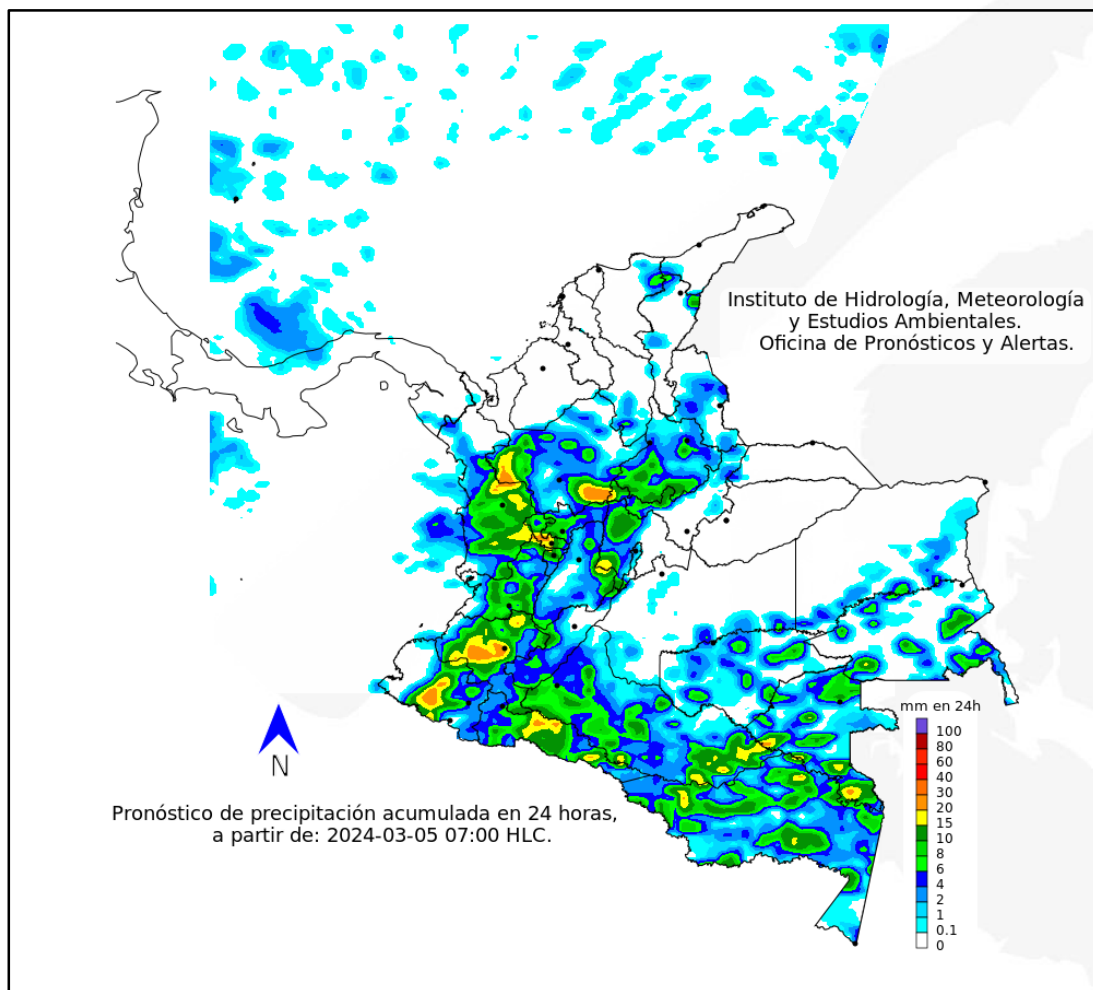 Instituto de Hidrología, Meteorología
y Estudios Ambientales.
Oficina de Pronósticos y Alertas.
mm en 24h
100
80
60
40
30
20
15
10
8
6
4
2
1
0.1
0
N
Pronóstico de precipitación acumulada en 24 horas,
a partir de: 2024-03-05 07:00 HLC.